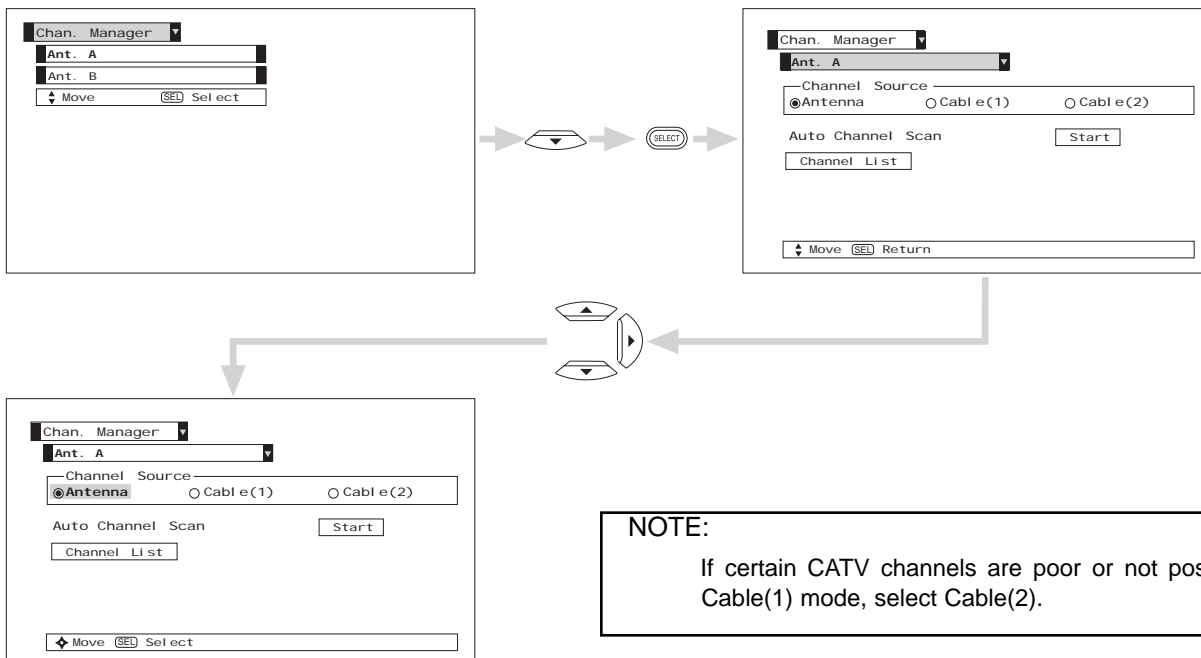 Chan. Manager
Ant. A
Ant. B
Move SEL Select
SELECT
Chan. Manager
Ant. A
Channel Source
Antenna Cable(1) Cable(2)
Auto Channel Scan Start
Channel List
Move SEL Return
Chan. Manager
Ant. A
Channel Source
Antenna Cable(1) Cable(2)
Auto Channel Scan Start
Channel List
Move SEL Select
NOTE:
If certain CATV channels are poor or not
Cable(1) mode, select Cable(2).